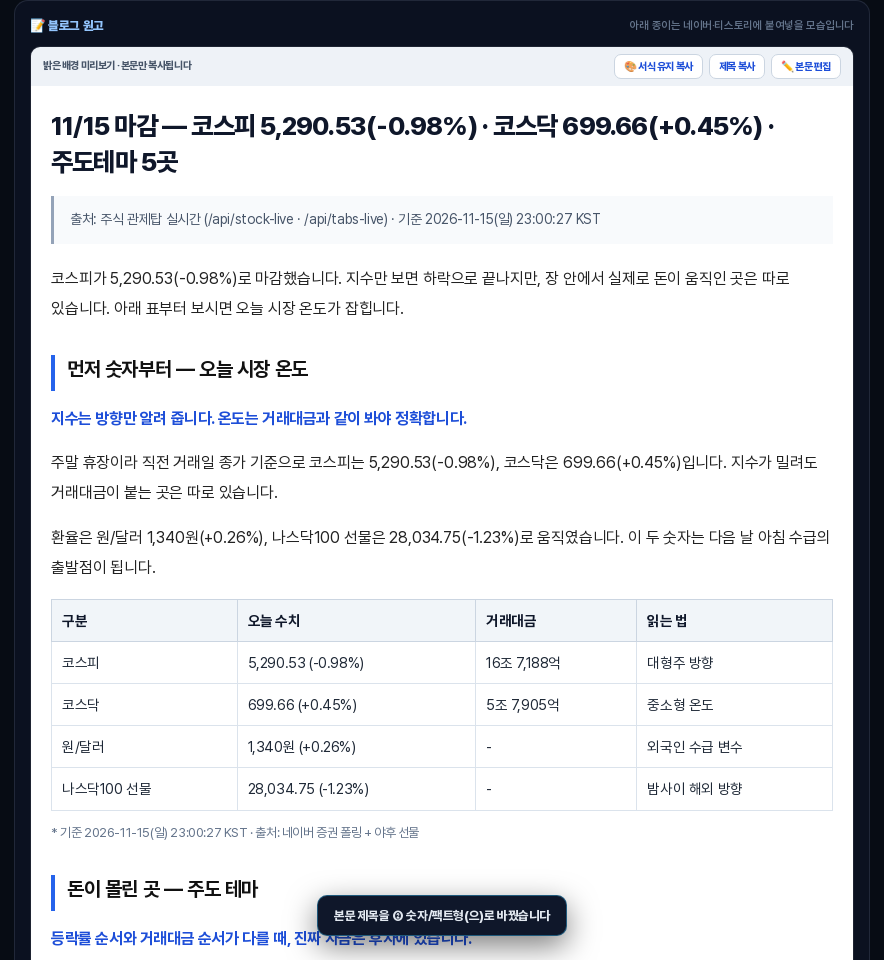 📝 블로그 원고
아래 종이는 네이버·티스토리에 붙여넣을 모습입니다
밝은 배경 미리보기 · 본문만 복사됩니다
🎨 서식 유지 복사
제목 복사
✏️ 본문 편집
11/15 마감 — 코스피 5,290.53(-0.98%) · 코스닥 699.66(+0.45%) ·
주도테마 5곳
출처: 주식 관제탑 실시간 (/api/stock-live · /api/tabs-live) · 기준 2026-11-15(일) 23:00:27 KST
코스피가 5,290.53(-0.98%)로 마감했습니다. 지수만 보면 하락으로 끝나지만, 장 안에서 실제로 돈이 움직인 곳은 따로
있습니다. 아래 표부터 보시면 오늘 시장 온도가 잡힙니다.
먼저 숫자부터 — 오늘 시장 온도
지수는 방향만 알려 줍니다. 온도는 거래대금과 같이 봐야 정확합니다.
주말 휴장이라 직전 거래일 종가 기준으로 코스피는 5,290.53(-0.98%), 코스닥은 699.66(+0.45%)입니다. 지수가 밀려도
거래대금이 붙는 곳은 따로 있습니다.
환율은 원/달러 1,340원(+0.26%), 나스닥100 선물은 28,034.75(-1.23%)로 움직였습니다. 이 두 숫자는 다음 날 아침 수급의
출발점이 됩니다.
구분 오늘 수치 거래대금 읽는 법
코스피 5,290.53 (-0.98%) 16조 7,188억 대형주 방향
코스닥 699.66 (+0.45%) 5조 7,905억 중소형 온도
원/달러 1,340원 (+0.26%) - 외국인 수급 변수
나스닥100 선물 28,034.75 (-1.23%) - 밤사이 해외 방향
* 기준 2026-11-15(일) 23:00:27 KST · 출처: 네이버 증권 폴링 + 야후 선물
돈이 몰린 곳 — 주도 테마
본문 제목을 ① 숫자/팩트형(으)로 바꿨습니다
등락률 순서와 거래대금 순서가 다를 때, 진짜 자금은 후자에 있습니다.